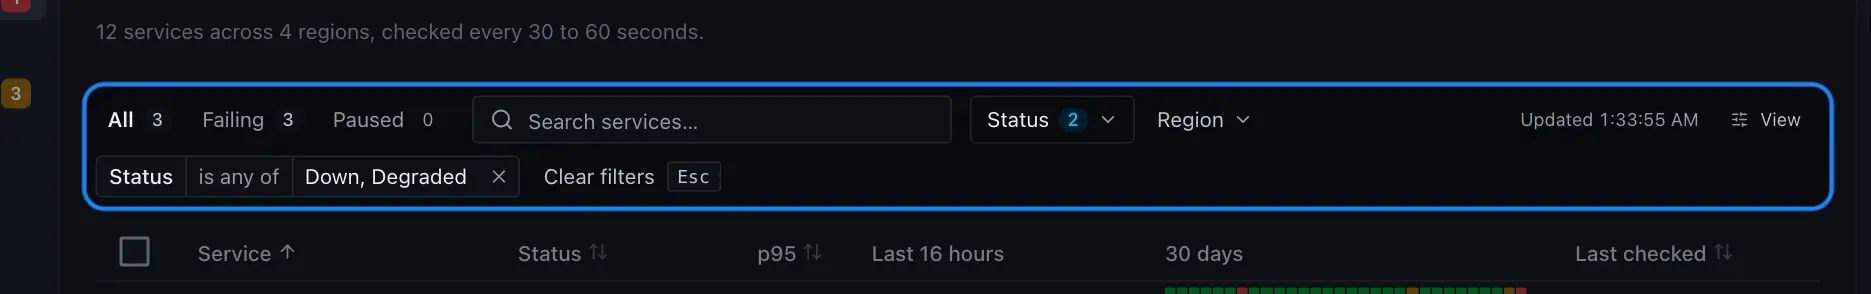 12 services across 4 regions, checked every 30 to 60 seconds.
3
All 3 Failing 3 Paused 0 Search services... Status 2 Region Updated 1:33:55 AM View
Status is any of Down, Degraded Clear filters Esc
Service Status p95 Last 16 hours 30 days Last checked